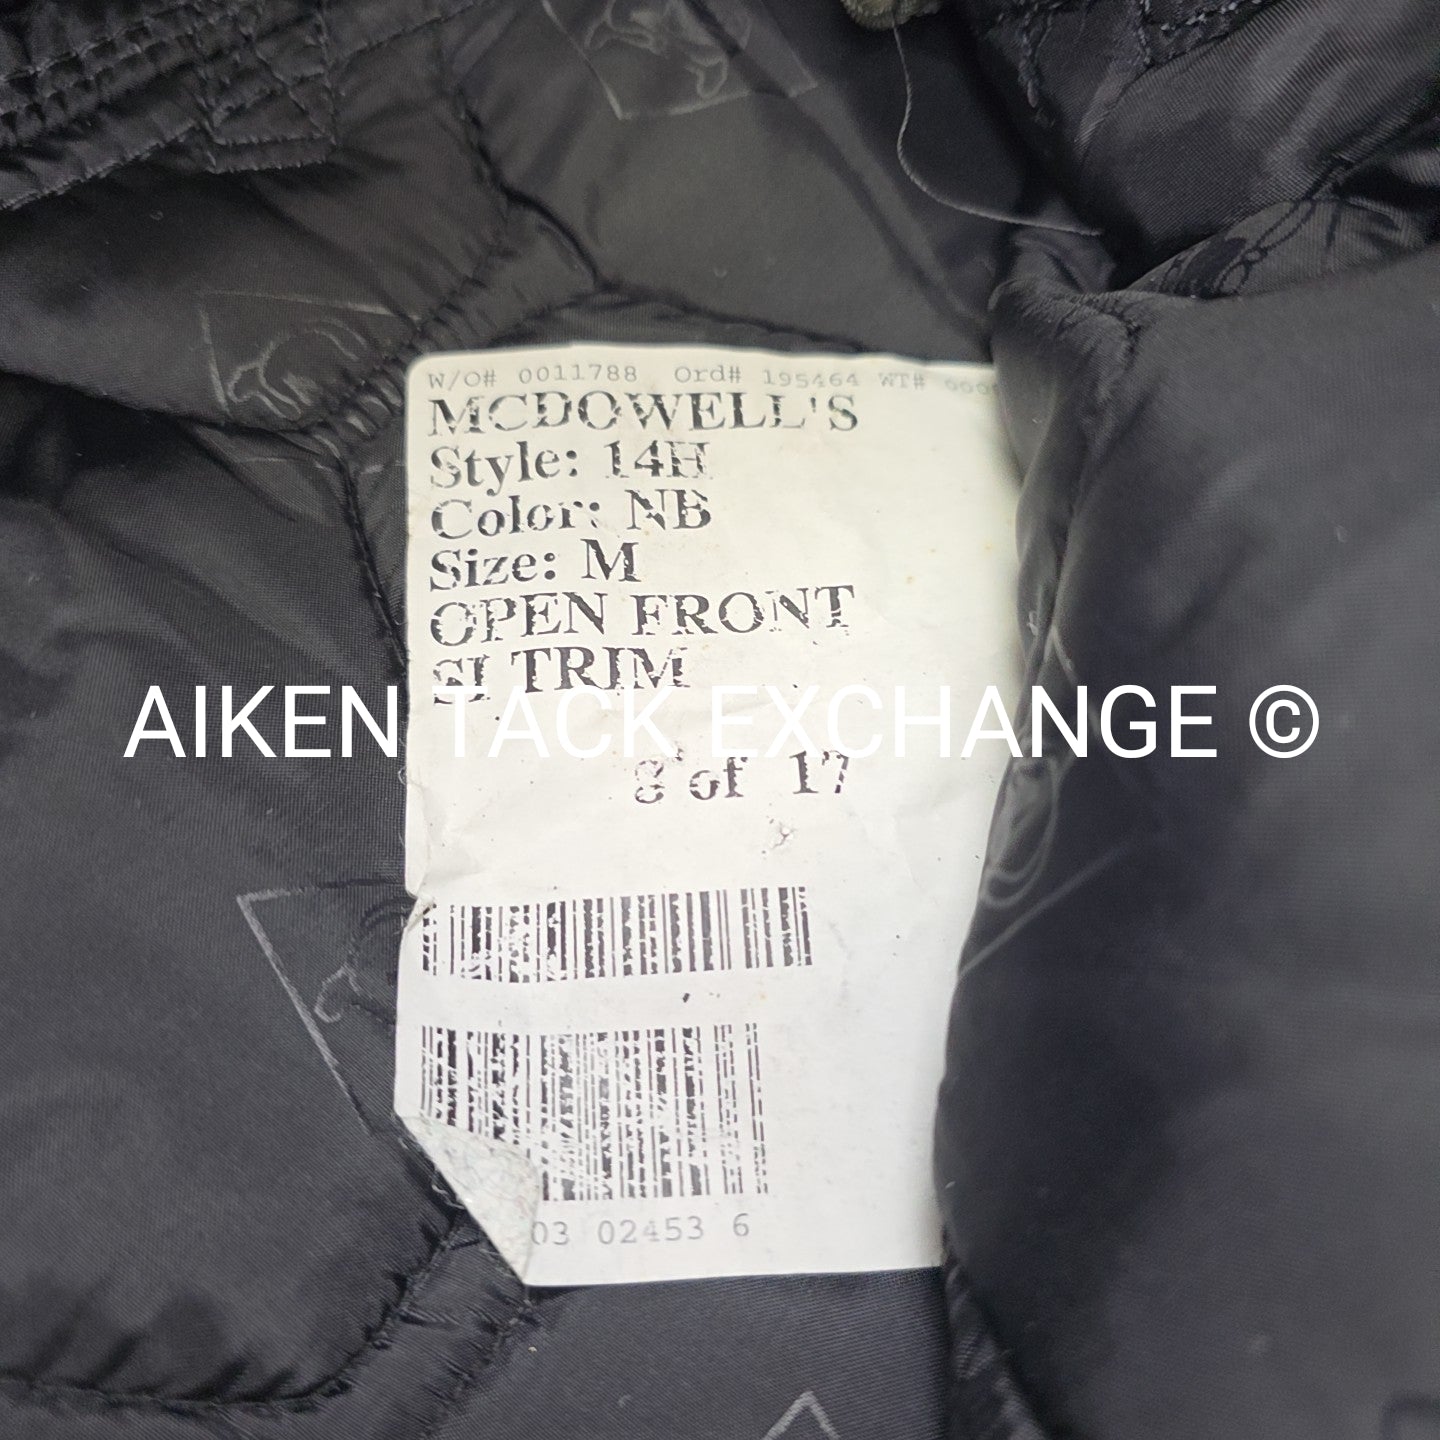 W/O# 0011788 Ord# 195464 WT#
MCDOWELL'S
Style: 14H
Color: NB
Size: M
OPEN FRONT
SI TRIM
AIKEN TACK EXCHANGE ©
8 of 17
03 02453 6